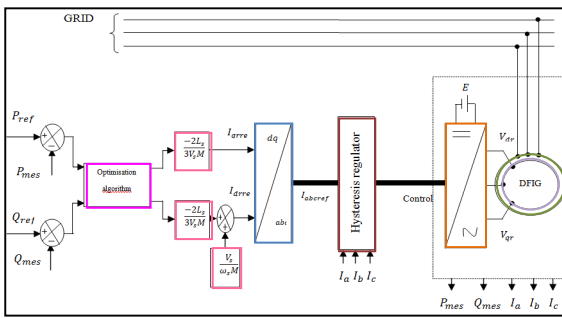 GRID
P_ref
P_mes
Q_ref
Q_mes
Optimisation
algorithm
-2L_s
3V_sM
-2L_s
3V_sM
I_arre
I_drre
V_s
ω_sM
dq
abc
I_abcref
Hysteresis regulator
I_a I_b I_c
Control
E
V_dr
V_qr
DFIG
P_mes Q_mes I_a I_b I_c